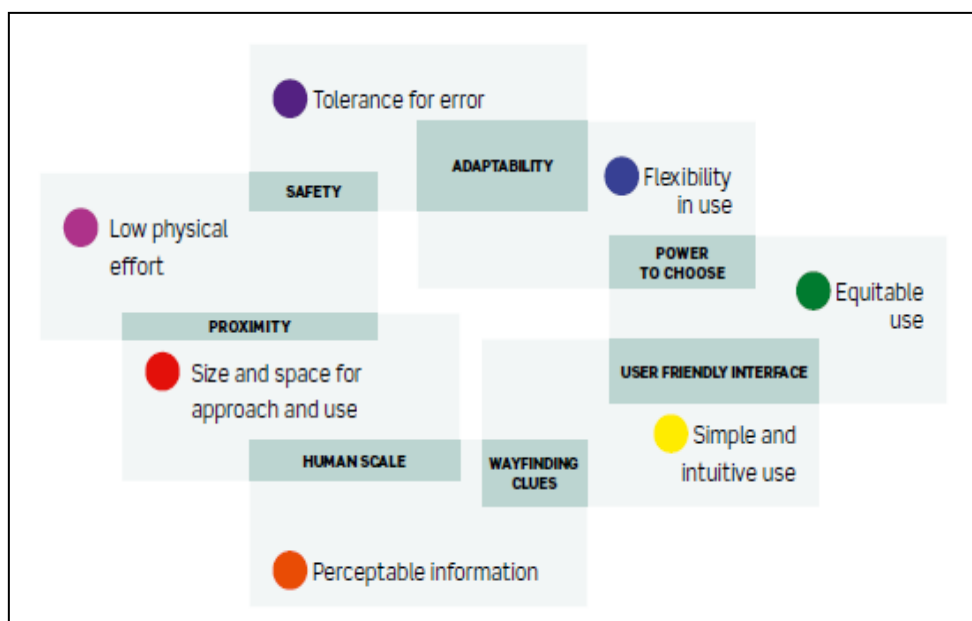 Tolerance for error
ADAPTABILITY
SAFETY
Flexibility
in use
Low physical
effort
POWER
TO CHOOSE
Equitable
use
PROXIMITY
Size and space for
approach and use
USER FRIENDLY INTERFACE
Simple and
intuitive use
HUMAN SCALE
WAYFINDING
CLUES
Perceptable information